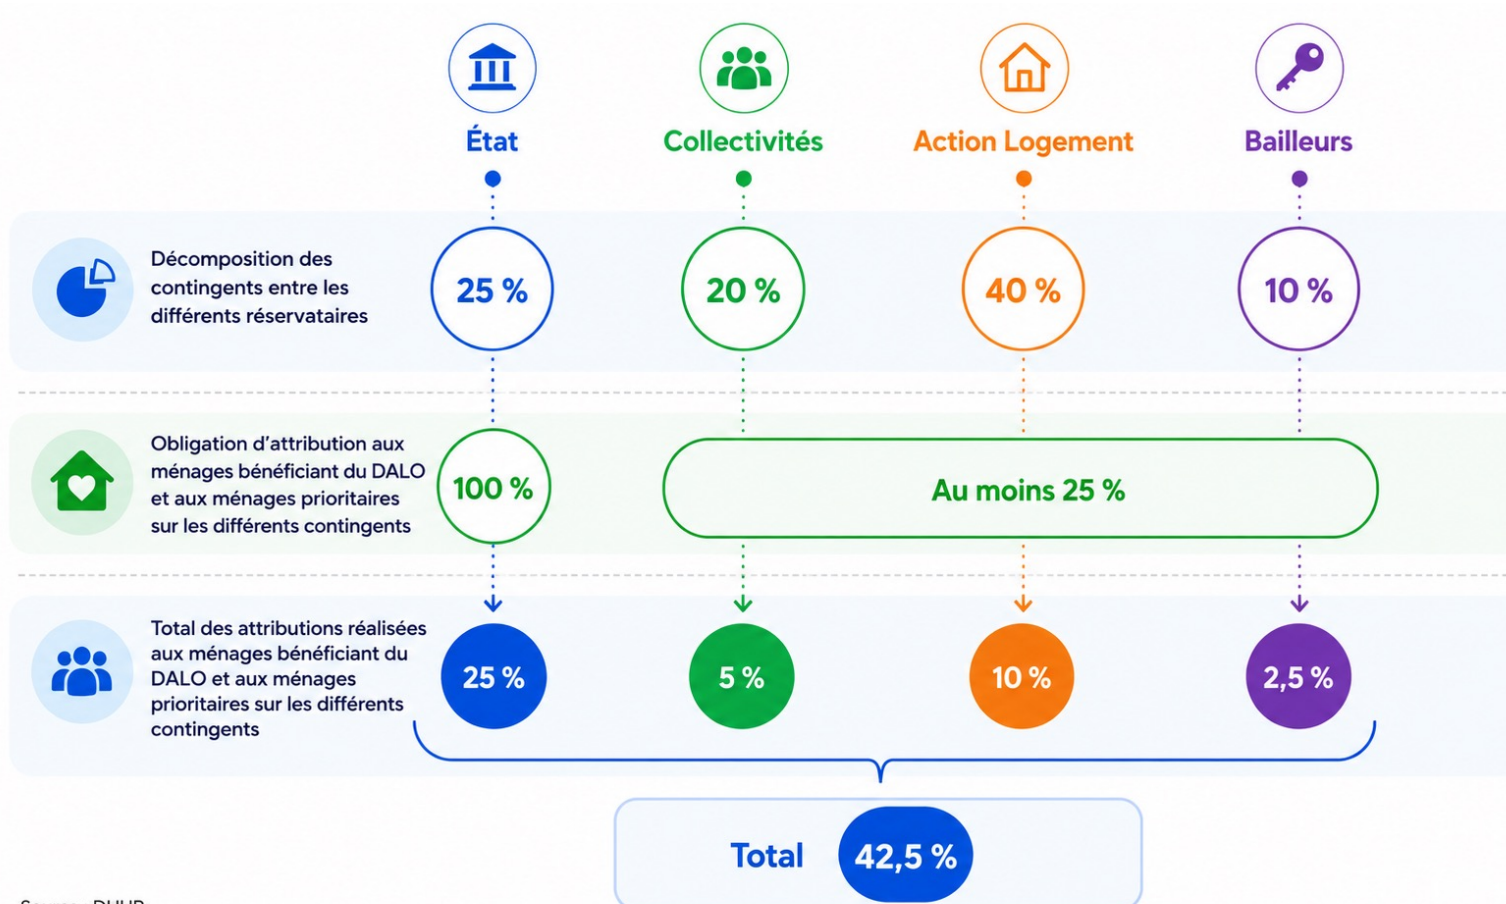 État
Collectivités
Action Logement
Bailleurs
Décomposition des
contingents entre les
différents réservataires
25 %
20 %
40 %
10 %
Obligation d'attribution aux
ménages bénéficiant du DALO
et aux ménages prioritaires
sur les différents contingents
100 %
Au moins 25 %
Total des attributions réalisées
aux ménages bénéficiant du
DALO et aux ménages
prioritaires sur les différents
contingents
25 %
5 %
10 %
2,5 %
Total
42,5 %